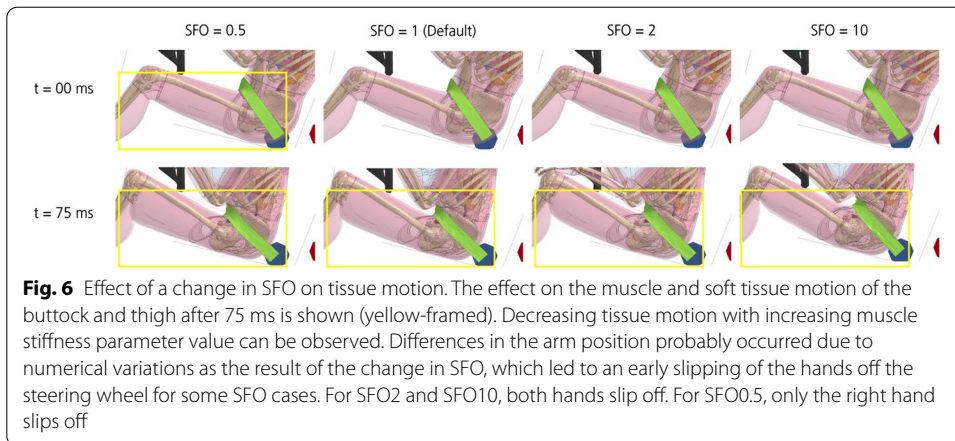 SFO = 0.5 SFO = 1 (Default) SFO = 2 SFO = 10
t = 00 ms
t = 75 ms
Fig. 6 Effect of a change in SFO on tissue motion. The effect on the muscle and soft tissue motion of the
buttock and thigh after 75 ms is shown (yellow-framed). Decreasing tissue motion with increasing muscle
stiffness parameter value can be observed. Differences in the arm position probably occurred due to
numerical variations as the result of the change in SFO, which led to an early slipping of the hands off the
steering wheel for some SFO cases. For SFO2 and SFO10, both hands slip off. For SFO0.5, only the right hand
slips off